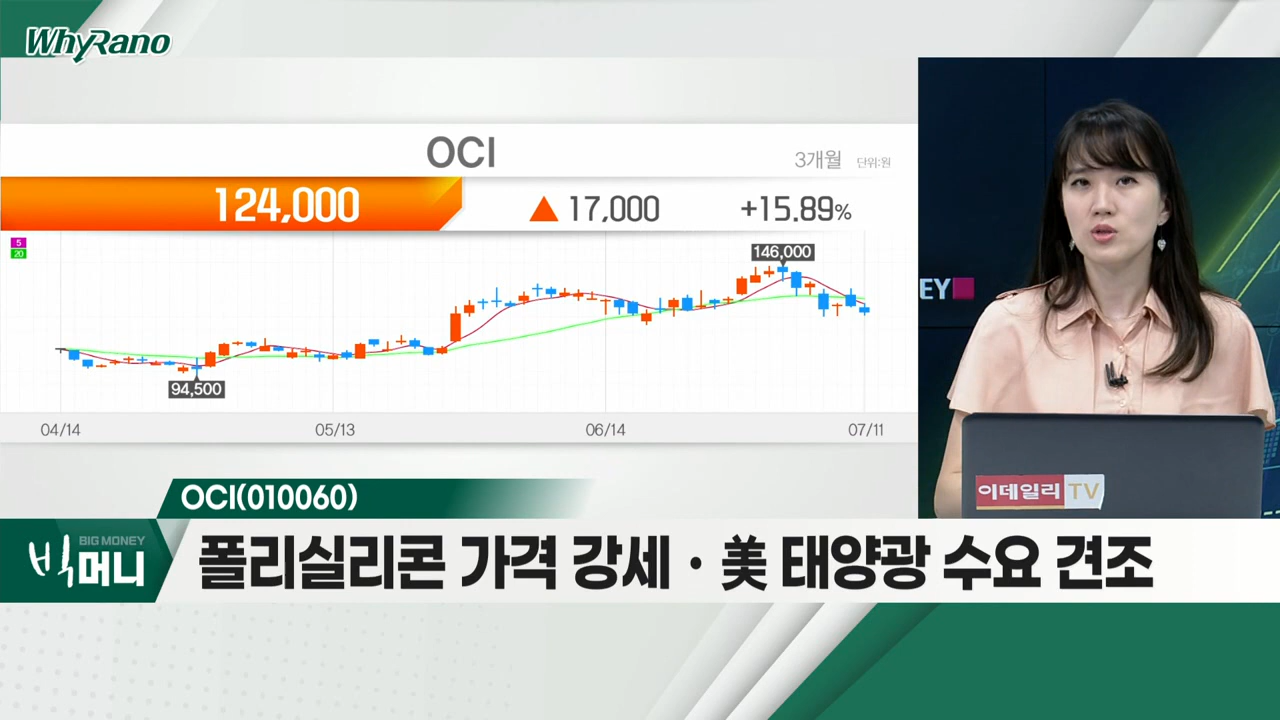 WhyRano
OCI
3개월 단위:원
124,000 ▲ 17,000 +15.89%
5
20
146,000
94,500
04/14 05/13 06/14 07/11
EY
이데일리 TV
OCI(010060)
BIG MONEY
빅머니
폴리실리콘 가격 강세 · 美 태양광 수요 견조